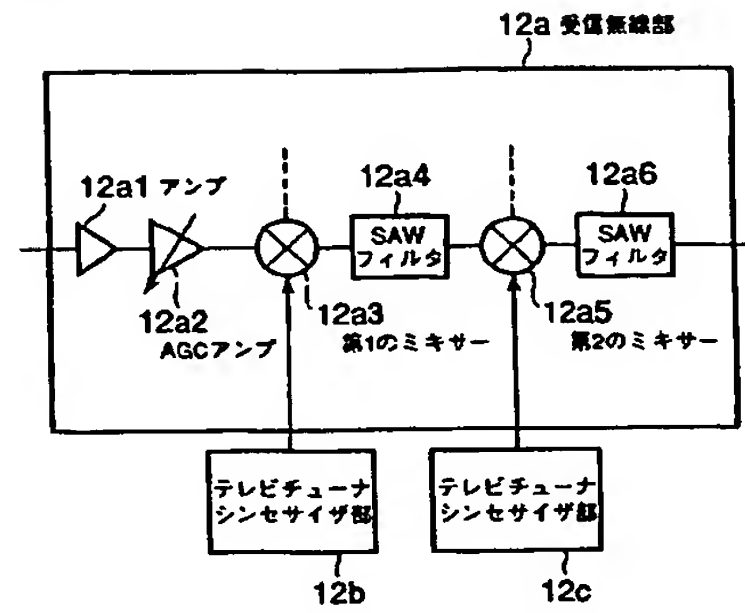 12a 受信無線部
12a1 アンプ
12a4
12a6
SAW
フィルタ
SAW
フィルタ
12a2
AGCアンプ
12a3
第1のミキサー
12a5
第2のミキサー
テレビチューナ
シンセサイザ部
テレビチューナ
シンセサイザ部
12b
12c